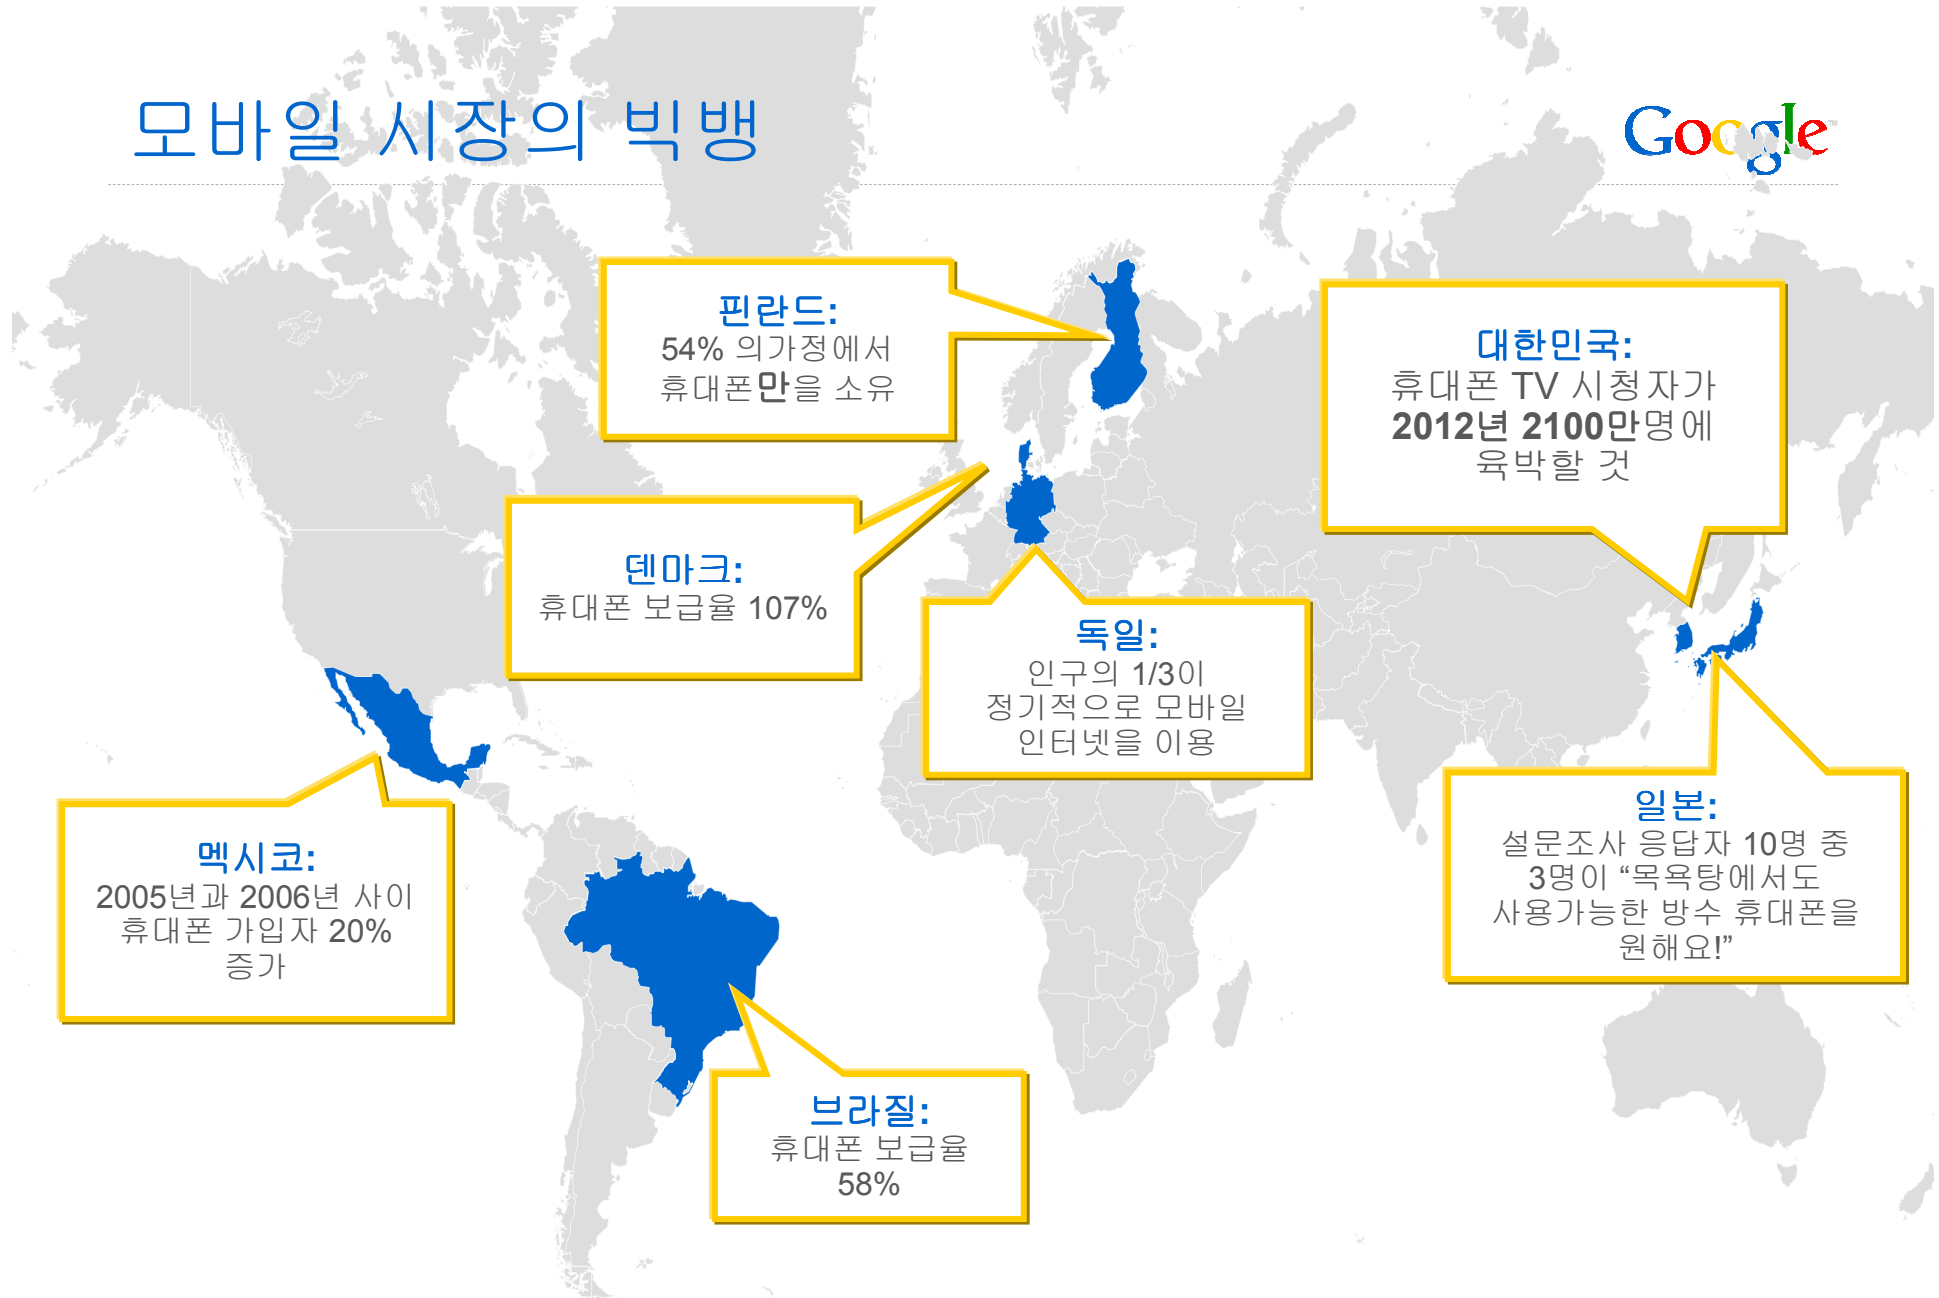 모바일 시장의 빅뱅
Google™
핀란드:
54% 의가정에서
휴대폰만을 소유
대한민국:
휴대폰 TV 시청자가
2012년 2100만명에
육박할 것
덴마크:
휴대폰 보급율 107%
독일:
인구의 1/3이
정기적으로 모바일
인터넷을 이용
멕시코:
2005년과 2006년 사이
휴대폰 가입자 20%
증가
일본:
설문조사 응답자 10명 중
3명이 “목욕탕에서도
사용가능한 방수 휴대폰을
원해요!”
브라질:
휴대폰 보급율
58%